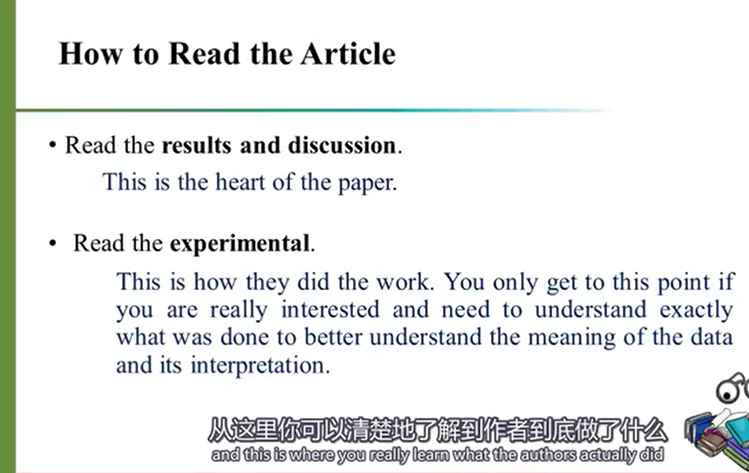 How to Read the Article
• Read the results and discussion.
This is the heart of the paper.
• Read the experimental.
This is how they did the work. You only get to this point if
you are really interested and need to understand exactly
what was done to better understand the meaning of the data
and its interpretation.
从这里你可以清楚地了解到作者到底做了什么
and this is where you really learn what the authors actually did